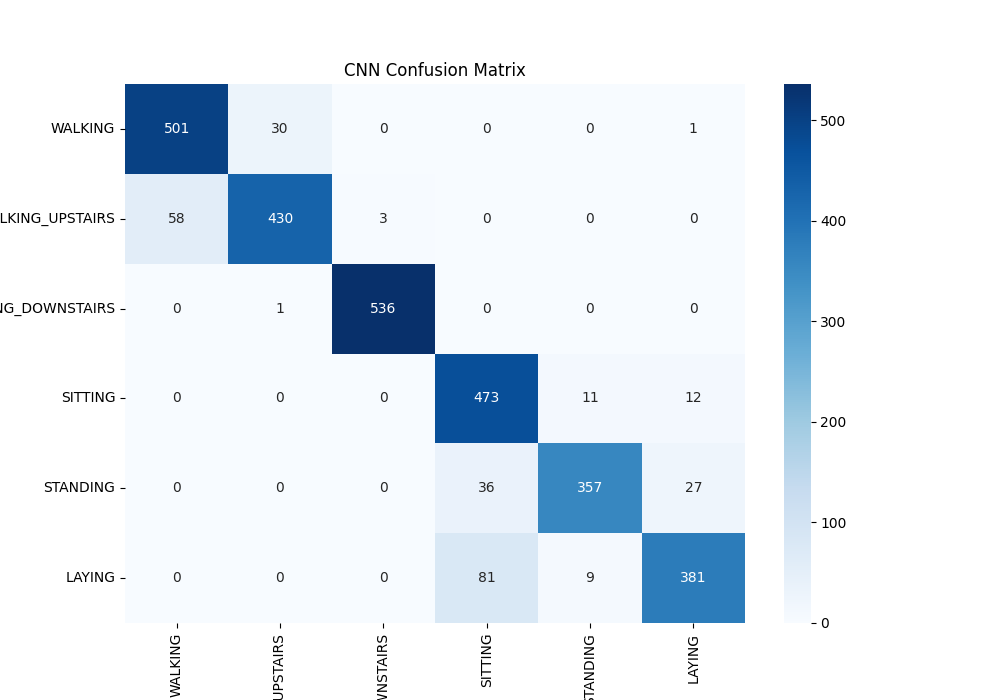 CNN Confusion Matrix
WALKING 501 30 0 0 0 1
LKING_UPSTAIRS 58 430 3 0 0 0
NG_DOWNSTAIRS 0 1 536 0 0 0
SITTING 0 0 0 473 11 12
STANDING 0 0 0 36 357 27
LAYING 0 0 0 81 9 381
WALKING
UPSTAIRS
WNSTAIRS
SITTING
TANDING
LAYING
500
400
300
200
100
0